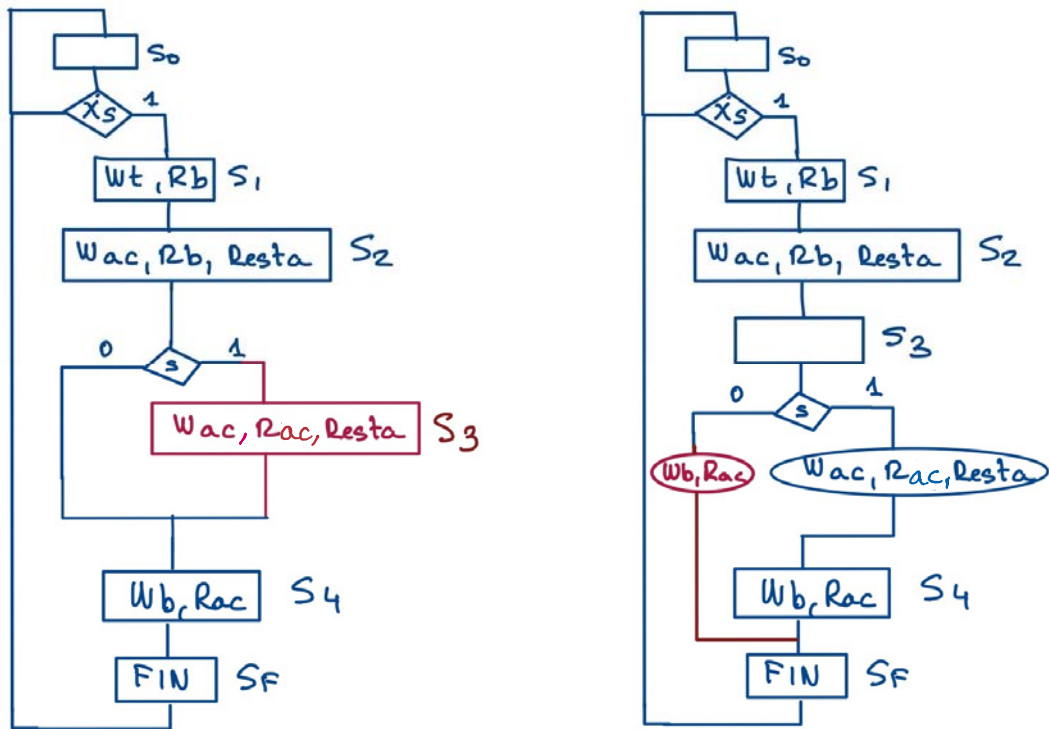 S0
Xs 1
Wt, Rb S1
Wac, Rb, Resta S2
0 s 1
Wac, Rac, Resta S3
Wb, Rac S4
FIN SF
S0
Xs 1
Wt, Rb S1
Wac, Rb, Resta S2
S3
0 s 1
Wb, Rac Wac, Rac, Resta
Wb, Rac S4
FIN SF